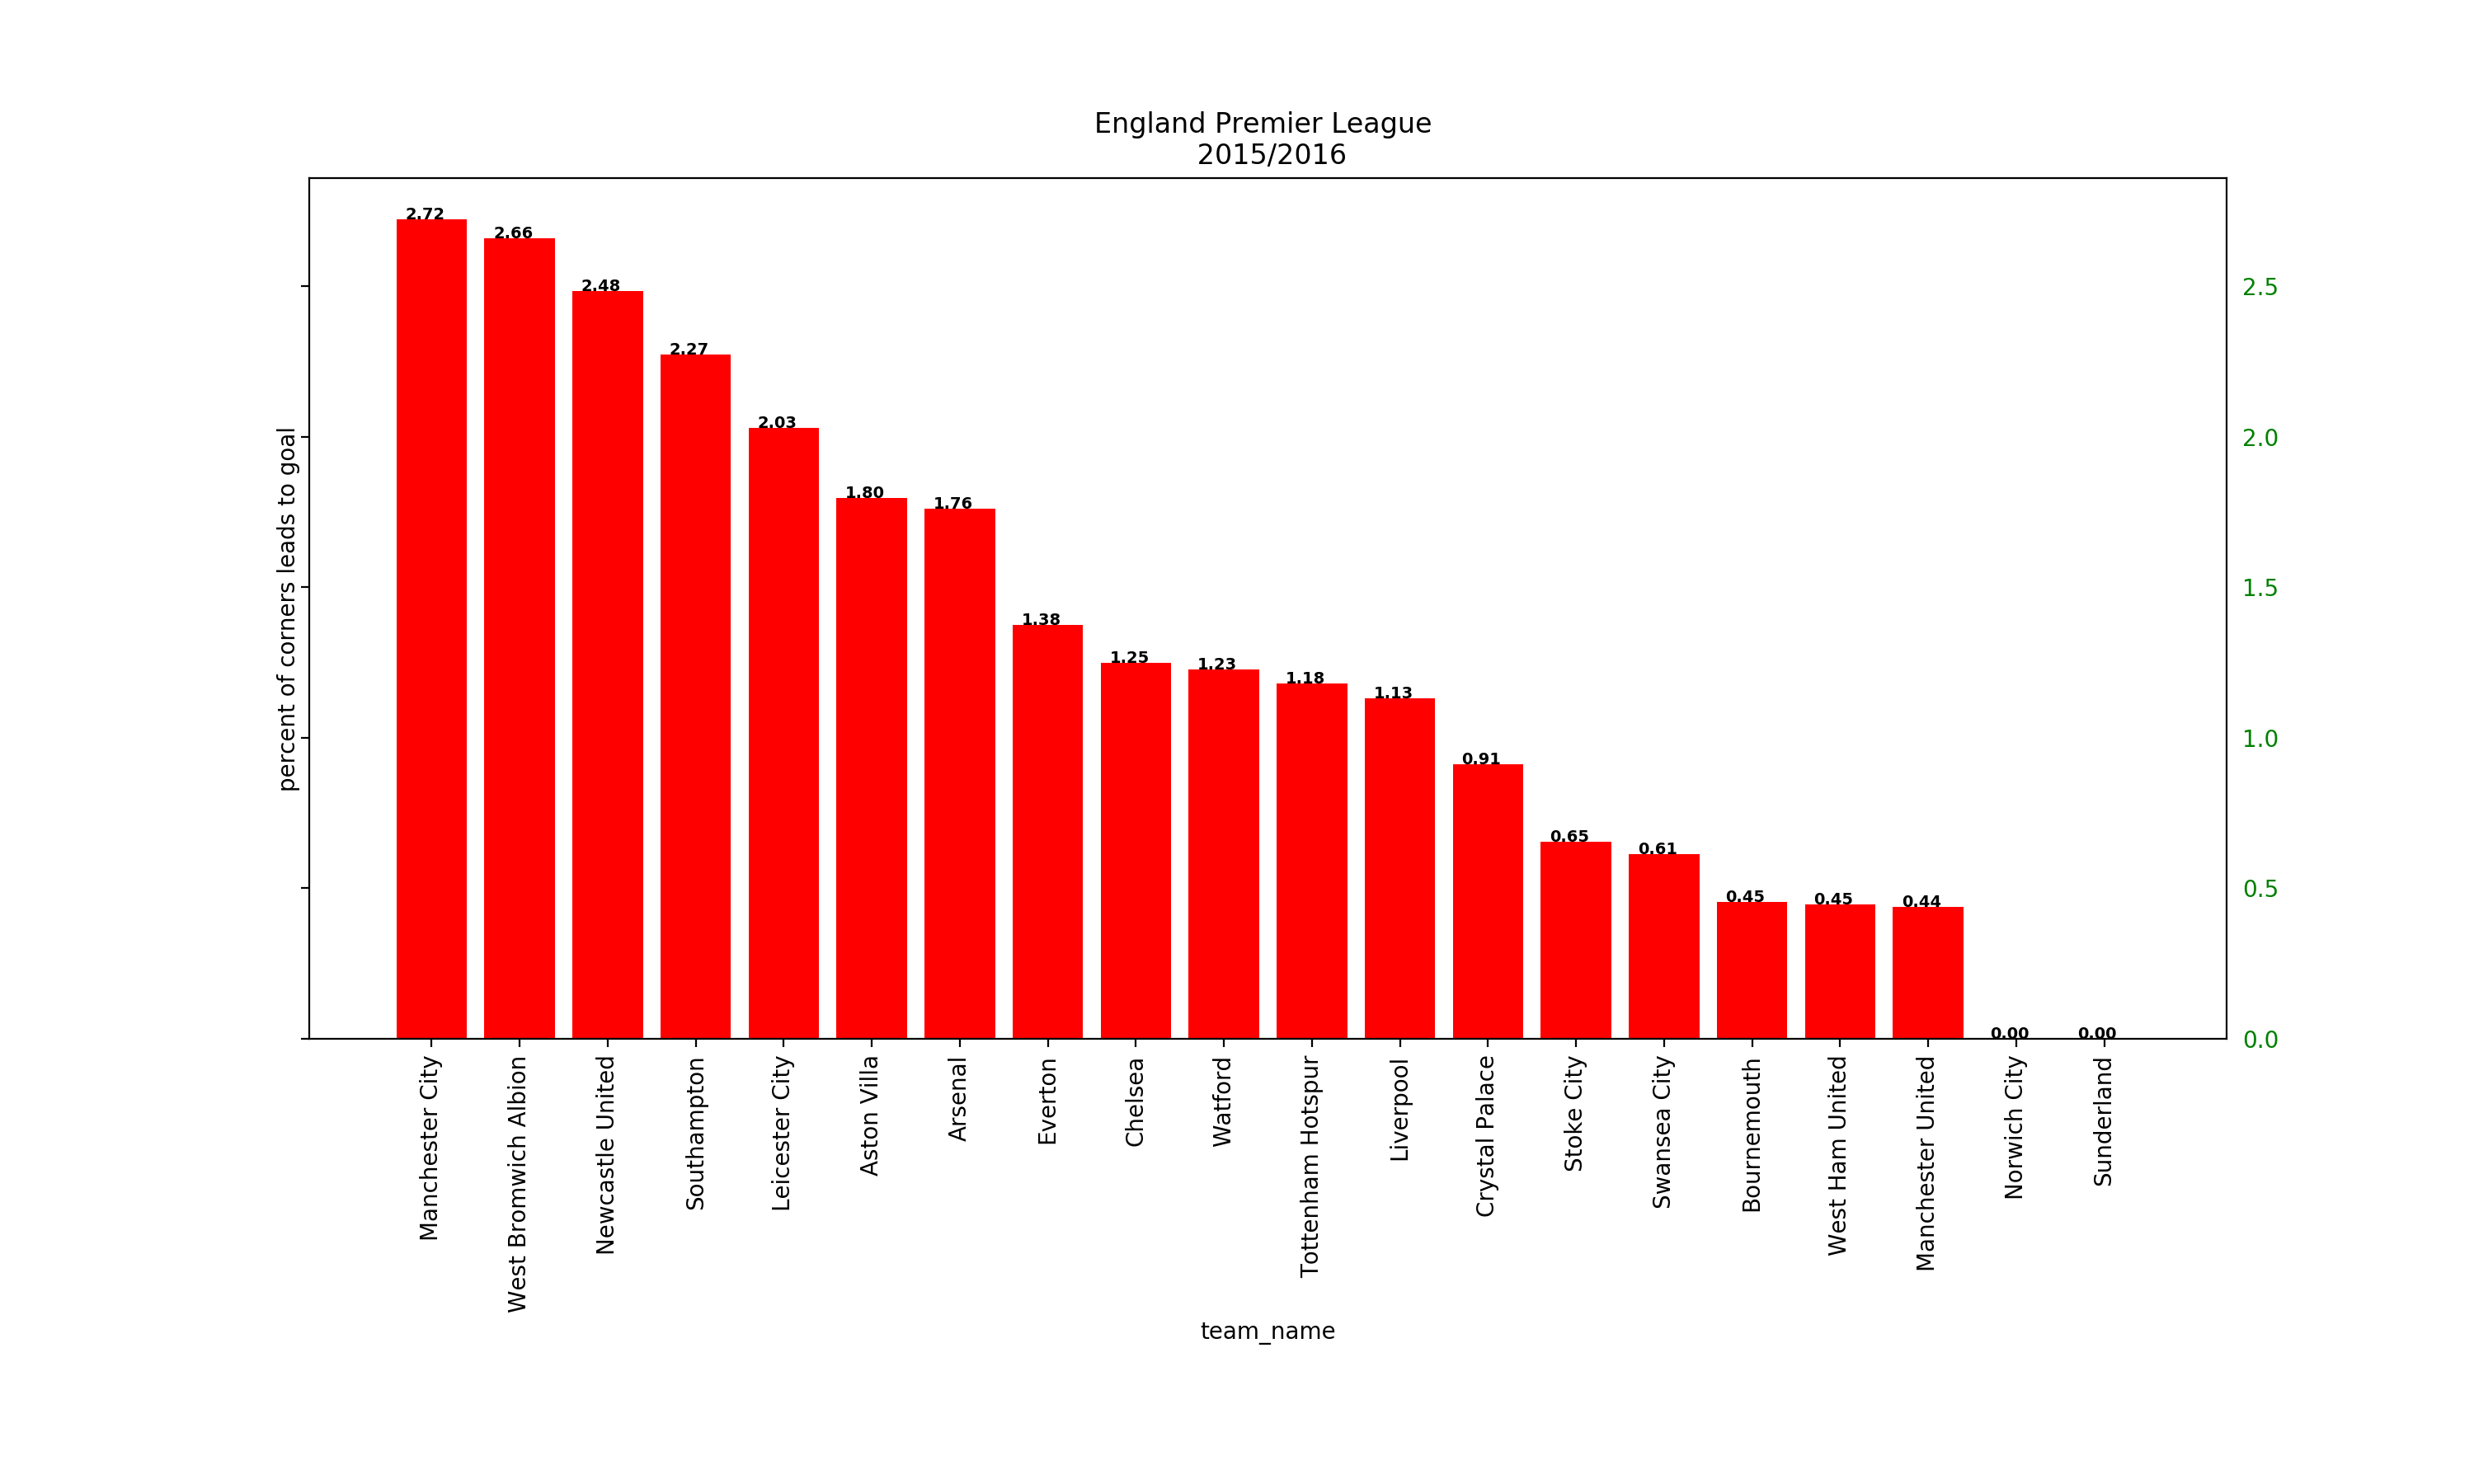 England Premier League
2015/2016
percent of corners leads to goal
2.72
2.66
2.48
2.27
2.03
1.80
1.76
1.38
1.25
1.23
1.18
1.13
0.91
0.65
0.61
0.45
0.45
0.44
0.00
0.00
2.5
2.0
1.5
1.0
0.5
0.0
Manchester City
West Bromwich Albion
Newcastle United
Southampton
Leicester City
Aston Villa
Arsenal
Everton
Chelsea
Watford
Tottenham Hotspur
Liverpool
Crystal Palace
Stoke City
Swansea City
Bournemouth
West Ham United
Manchester United
Norwich City
Sunderland
team_name